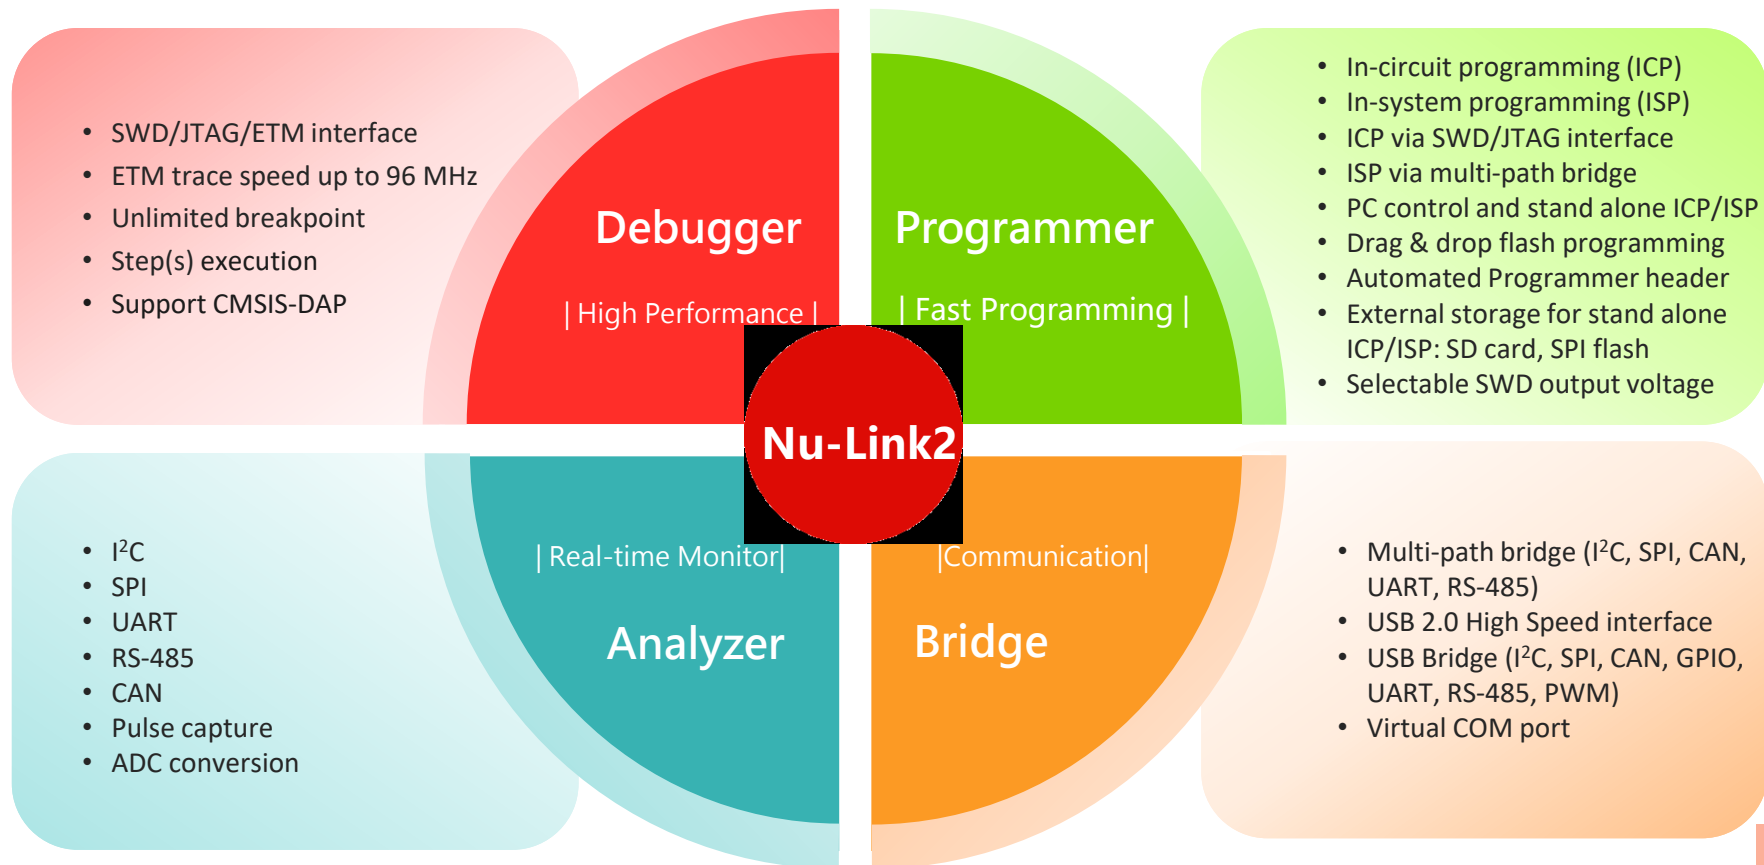 • SWD/JTAG/ETM interface
• ETM trace speed up to 96 MHz
• Unlimited breakpoint
• Step(s) execution
• Support CMSIS-DAP
Debugger
| High Performance |
Programmer
| Fast Programming |
• In-circuit programming (ICP)
• In-system programming (ISP)
• ICP via SWD/JTAG interface
• ISP via multi-path bridge
• PC control and stand alone ICP/ISP
• Drag & drop flash programming
• Automated Programmer header
• External storage for stand alone
ICP/ISP: SD card, SPI flash
• Selectable SWD output voltage
Nu-Link2
• I²C
• SPI
• UART
• RS-485
• CAN
• Pulse capture
• ADC conversion
| Real-time Monitor|
Analyzer
|Communication|
Bridge
• Multi-path bridge (I²C, SPI, CAN,
UART, RS-485)
• USB 2.0 High Speed interface
• USB Bridge (I²C, SPI, CAN, GPIO,
UART, RS-485, PWM)
• Virtual COM port